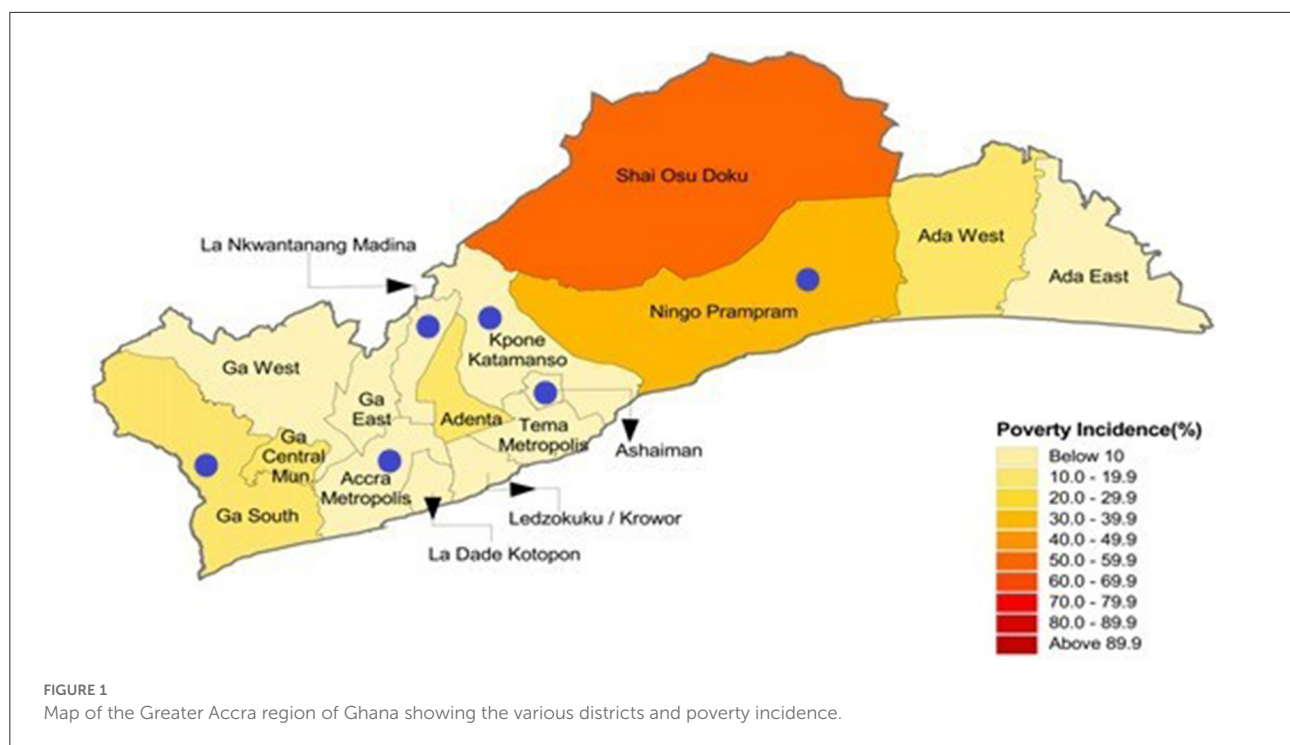 Shai Osu Doku
La Nkwantanang Madina
Ada West
Ada East
Ningo Prampram
Kpone
Katamanso
Ga West
Ga
East
Adenta
Tema
Metropolis
Ashaiman
Ga
Central
Mun.
Accra
Metropolis
Ga South
Ledzokuku / Krowor
La Dade Kotopon
Poverty Incidence(%)
Below 10
10.0 - 19.9
20.0 - 29.9
30.0 - 39.9
40.0 - 49.9
50.0 - 59.9
60.0 - 69.9
70.0 - 79.9
80.0 - 89.9
Above 89.9
FIGURE 1
Map of the Greater Accra region of Ghana showing the various districts and poverty incidence.